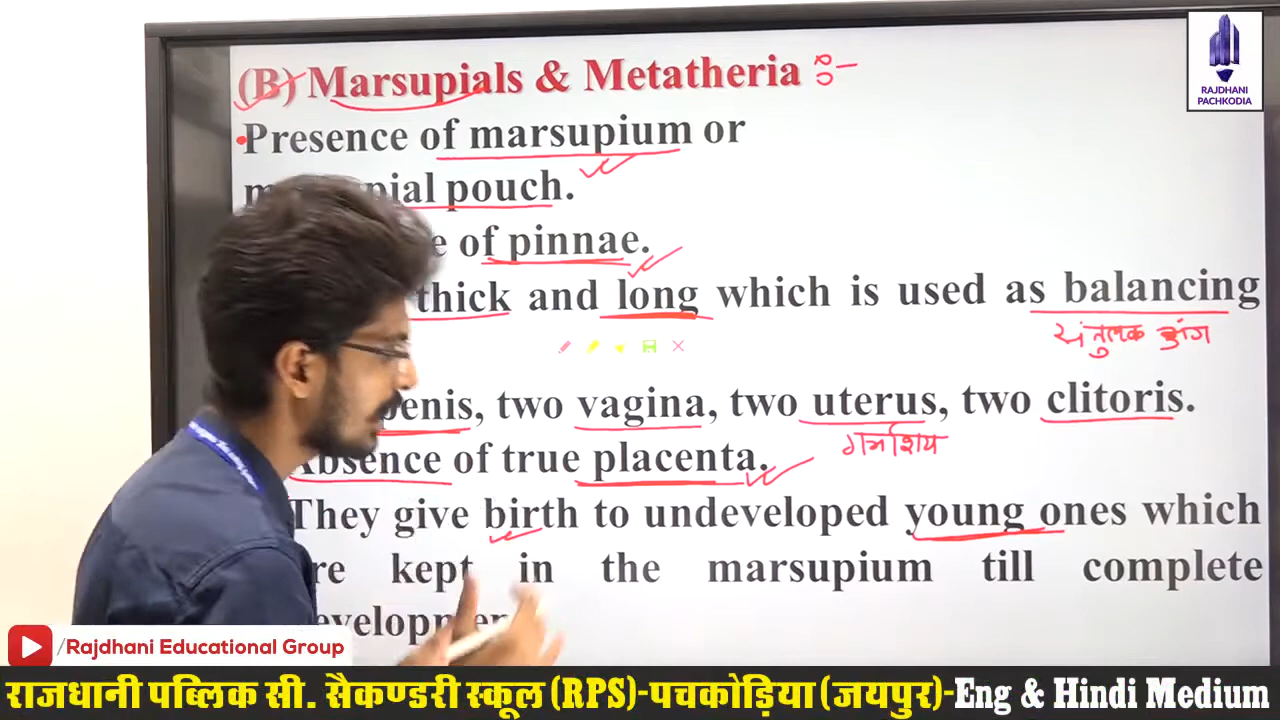 (B) Marsupials & Metatheria :-
RAJDHANI
PACHKODIA
Presence of marsupium or
pouch.
of pinnae.
thick and long which is used as balancing
संतुलक अंग
penis, two vagina, two uterus, two clitoris.
गर्भाशय
Absence of true placenta.
They give birth to undeveloped young ones which
kept in the marsupium till complete
/Rajdhani Educational Group
राजधानी पब्लिक सी. सैकण्डरी स्कूल (RPS)-पचकोड़िया (जयपुर)-Eng & Hindi Medium